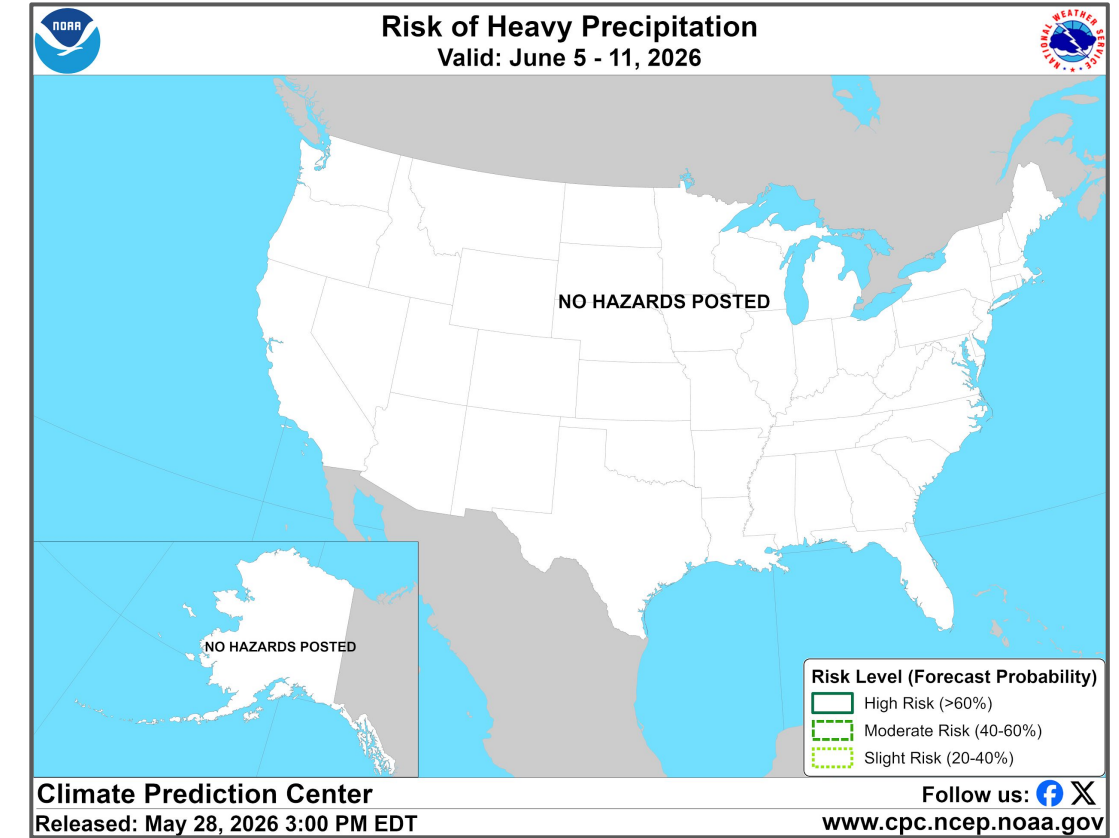 NOAA
Risk of Heavy Precipitation
Valid: June 5 - 11, 2026
NATIONAL WEATHER SERVICE
NO HAZARDS POSTED
NO HAZARDS POSTED
Risk Level (Forecast Probability)
High Risk (>60%)
Moderate Risk (40-60%)
Slight Risk (20-40%)
Climate Prediction Center
Follow us:
Released: May 28, 2026 3:00 PM EDT
www.cpc.ncep.noaa.gov